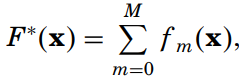 F*(x) = ∑_{m=0}^{M} f_m(x),